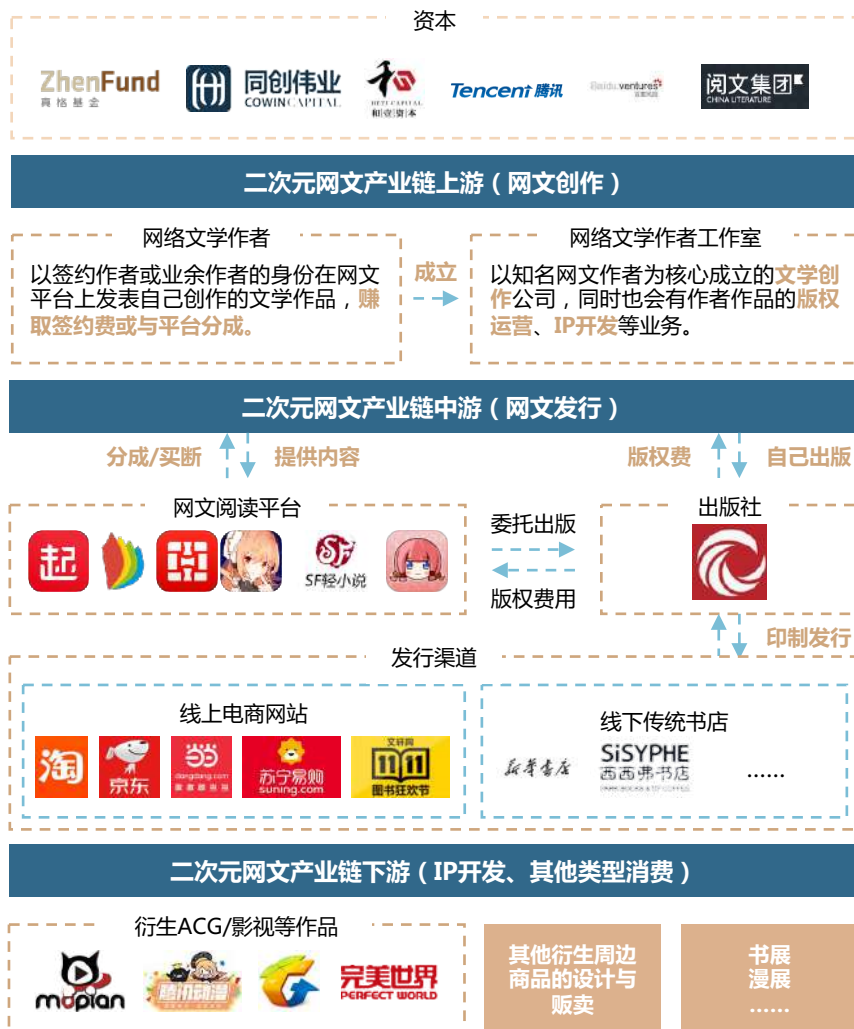 资本
ZhenFund
真格基金
同创伟业
COWIN CAPITAL
和
HEYI CAPITAL
和壹资本
Tencent 腾讯
Baidu ventures
阅文集团
CHINA LITERATURE
二次元网文产业链上游（网文创作）
网络文学作者
以签约作者或业余作者的身份在网文
平台上发表自己创作的文学作品，赚
取签约费或与平台分成。
成立
网络文学作者工作室
以知名网文作者为核心成立的文学创
作公司，同时也会有作者作品的版权
运营、IP开发等业务。
二次元网文产业链中游（网文发行）
分成/买断
提供内容
版权费
自己出版
网文阅读平台
起
SF
SF轻小说
委托出版
版权费用
出版社
印制发行
发行渠道
线上电商网站
淘
京东
当当
dangdang.com
苏宁易购
suning.com
文轩网
11 11
图书狂欢节
线下传统书店
新华书店
SiSYPHE
西西弗书店
......
二次元网文产业链下游（IP开发、其他类型消费）
衍生ACG/影视等作品
mopian
腾讯动漫
完美世界
PERFECT WORLD
其他衍生周边
商品的设计与
贩卖
书展
漫展
......